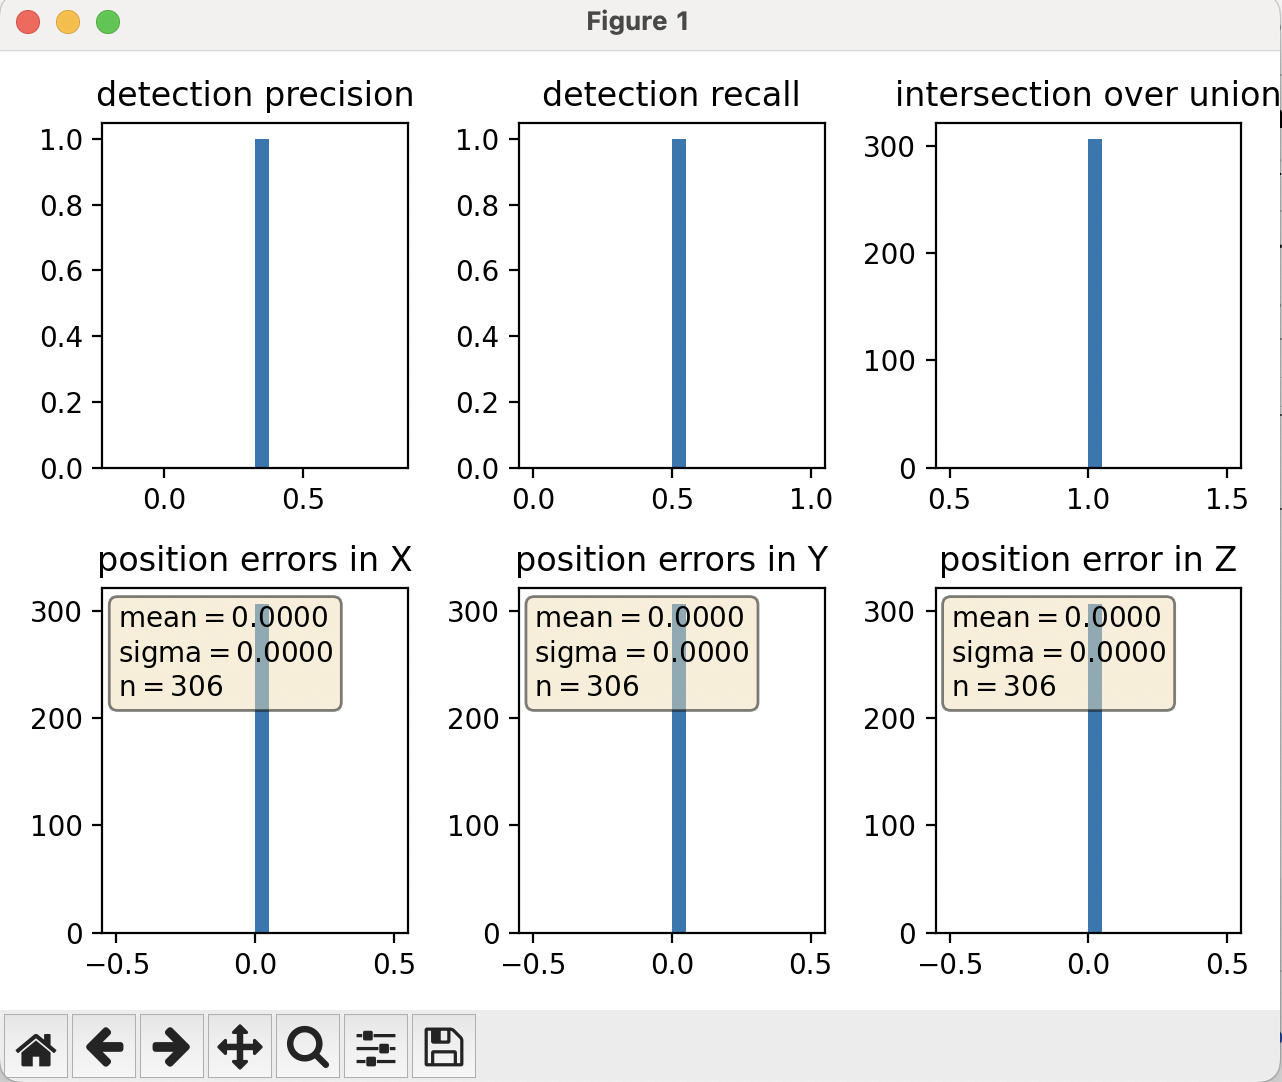 Figure 1
detection precision
1.0
0.8
0.6
0.4
0.2
0.0
0.0 0.5
detection recall
1.0
0.8
0.6
0.4
0.2
0.0
0.0 0.5 1.0
intersection over union
300
200
100
0
0.5 1.0 1.5
position errors in X
mean = 0.0000
sigma = 0.0000
n = 306
300
200
100
0
−0.5 0.0 0.5
position errors in Y
mean = 0.0000
sigma = 0.0000
n = 306
300
200
100
0
−0.5 0.0 0.5
position error in Z
mean = 0.0000
sigma = 0.0000
n = 306
300
200
100
0
−0.5 0.0 0.5